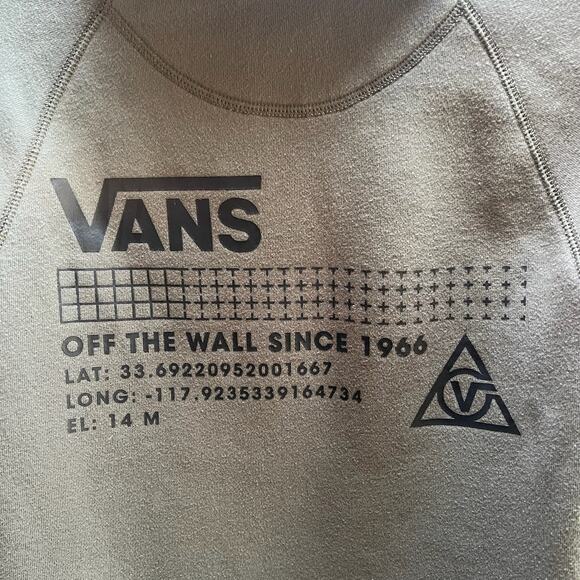 VANS
OFF THE WALL SINCE 1966
LAT: 33.69220952001667
LONG: -117.9235339164734
EL: 14 M
V